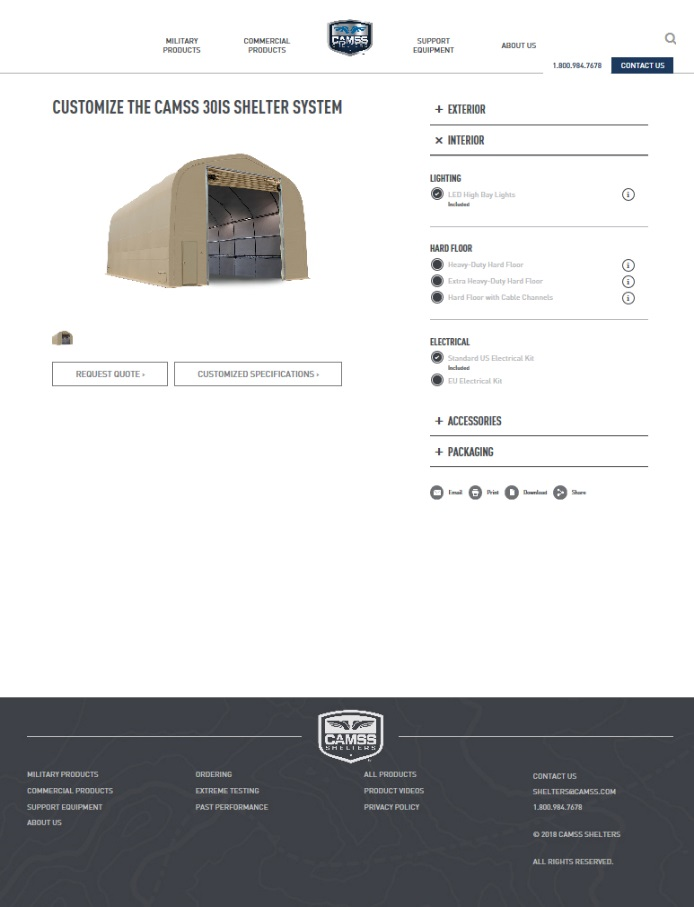 MILITARY
PRODUCTS
COMMERCIAL
PRODUCTS
CAMSS
SHELTERS
SUPPORT
EQUIPMENT
ABOUT US
1.800.984.7678
CONTACT US
CUSTOMIZE THE CAMSS 30IS SHELTER SYSTEM
REQUEST QUOTE ›
CUSTOMIZED SPECIFICATIONS ›
+ EXTERIOR
× INTERIOR
LIGHTING
LED High Bay Lights
Included
HARD FLOOR
Heavy-Duty Hard Floor
Extra Heavy-Duty Hard Floor
Hard Floor with Cable Channels
ELECTRICAL
Standard US Electrical Kit
Included
EU Electrical Kit
+ ACCESSORIES
+ PACKAGING
Email Print Download Share
CAMSS
SHELTERS
MILITARY PRODUCTS
COMMERCIAL PRODUCTS
SUPPORT EQUIPMENT
ABOUT US
ORDERING
EXTREME TESTING
PAST PERFORMANCE
ALL PRODUCTS
PRODUCT VIDEOS
PRIVACY POLICY
CONTACT US
SHELTERS@CAMSS.COM
1.800.984.7678
© 2018 CAMSS SHELTERS
ALL RIGHTS RESERVED.